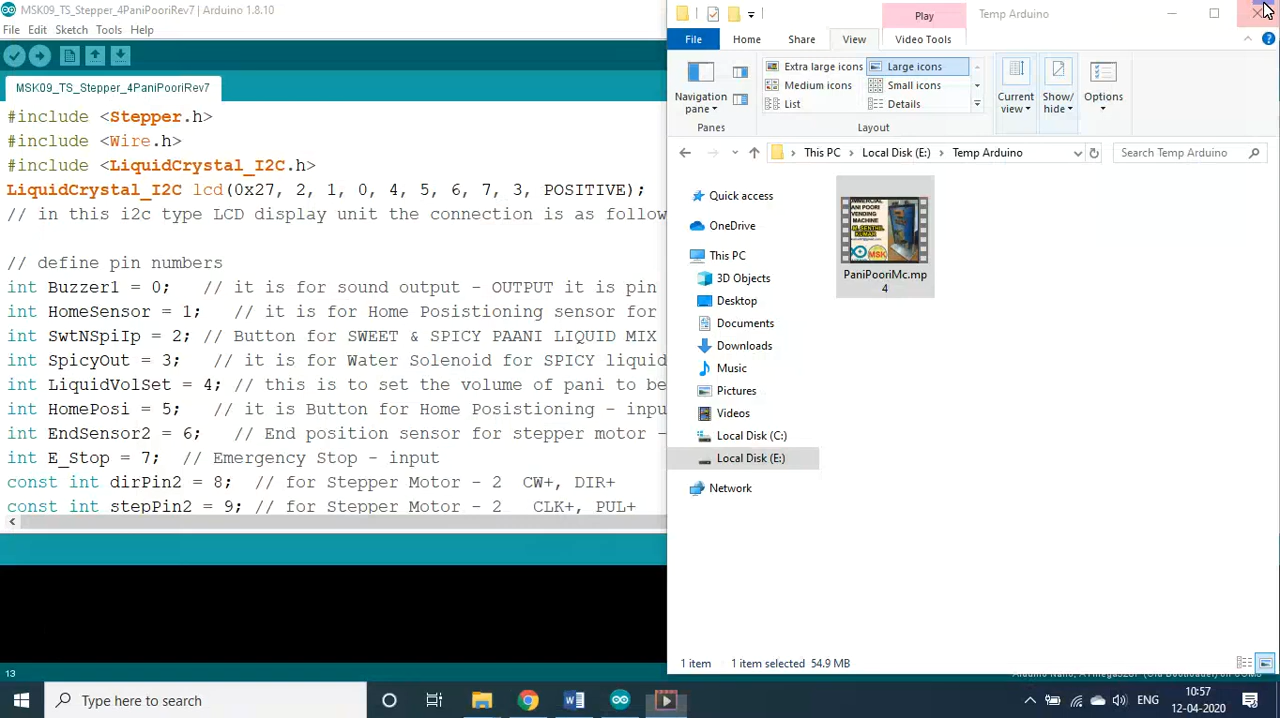 MSK09_TS_Stepper_4PaniPooriRev7 | Arduino 1.8.10
File Edit Sketch Tools Help
MSK09_TS_Stepper_4PaniPooriRev7
#include <Stepper.h>
#include <Wire.h>
#include <LiquidCrystal_I2C.h>
LiquidCrystal_I2C lcd(0x27, 2, 1, 0, 4, 5, 6, 7, 3, POSITIVE);
// in this i2c type LCD display unit the connection is as follow
// define pin numbers
int Buzzer1 = 0;   // it is for sound output - OUTPUT it is pin
int HomeSensor = 1;   // it is for Home Posistioning sensor for
int SwtNSpiIp = 2; // Button for SWEET & SPICY PAANI LIQUID MIX
int SpicyOut = 3;   // it is for Water Solenoid for SPICY liquid
int LiquidVolSet = 4; // this is to set the volume of pani to be
int HomePosi = 5;   // it is Button for Home Posistioning - inpu
int EndSensor2 = 6;   // End position sensor for stepper motor -
int E_Stop = 7;  // Emergency Stop - input
const int dirPin2 = 8;  // for Stepper Motor - 2  CW+, DIR+
const int stepPin2 = 9; // for Stepper Motor - 2   CLK+, PUL+
13
Play Temp Arduino
File Home Share View Video Tools
Navigation pane
Panes
Extra large icons Large icons
Medium icons Small icons
List Details
Layout
Current view
Show/ hide
Options
This PC > Local Disk (E:) > Temp Arduino
Search Temp Arduino
Quick access
OneDrive
This PC
3D Objects
Desktop
Documents
Downloads
Music
Pictures
Videos
Local Disk (C:)
Local Disk (E:)
Network
ANI POORI
VENDING
MACHINE
KUMAR
MSK
PaniPooriMc.mp
4
1 item 1 item selected 54.9 MB
Type here to search
ENG
10:57
12-04-2020